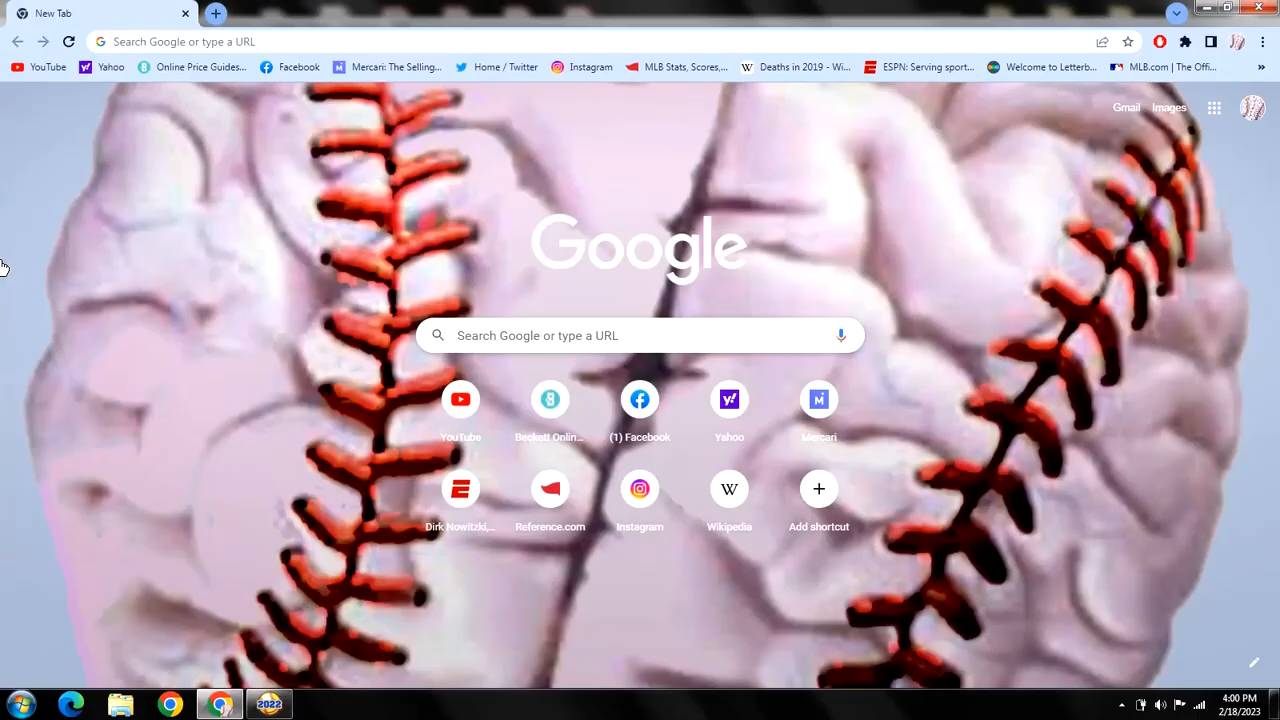 New Tab
Search Google or type a URL
YouTube
Yahoo
Online Price Guides...
Facebook
Mercari: The Selling...
Home / Twitter
Instagram
MLB Stats, Scores,...
W
Death in 2019 - Wi...
ESPN: Serving sport...
Welcome to Letterb...
MLB.com | The Offi...
»
Gmail
Images
Google
Search Google or type a URL
YouTube
Beckett Onlin...
(1) Facebook
Yahoo
Mercari
W
Dirk Nowitzki,...
Reference.com
Instagram
Wikipedia
Add shortcut
2022
4:00 PM
2/18/2023